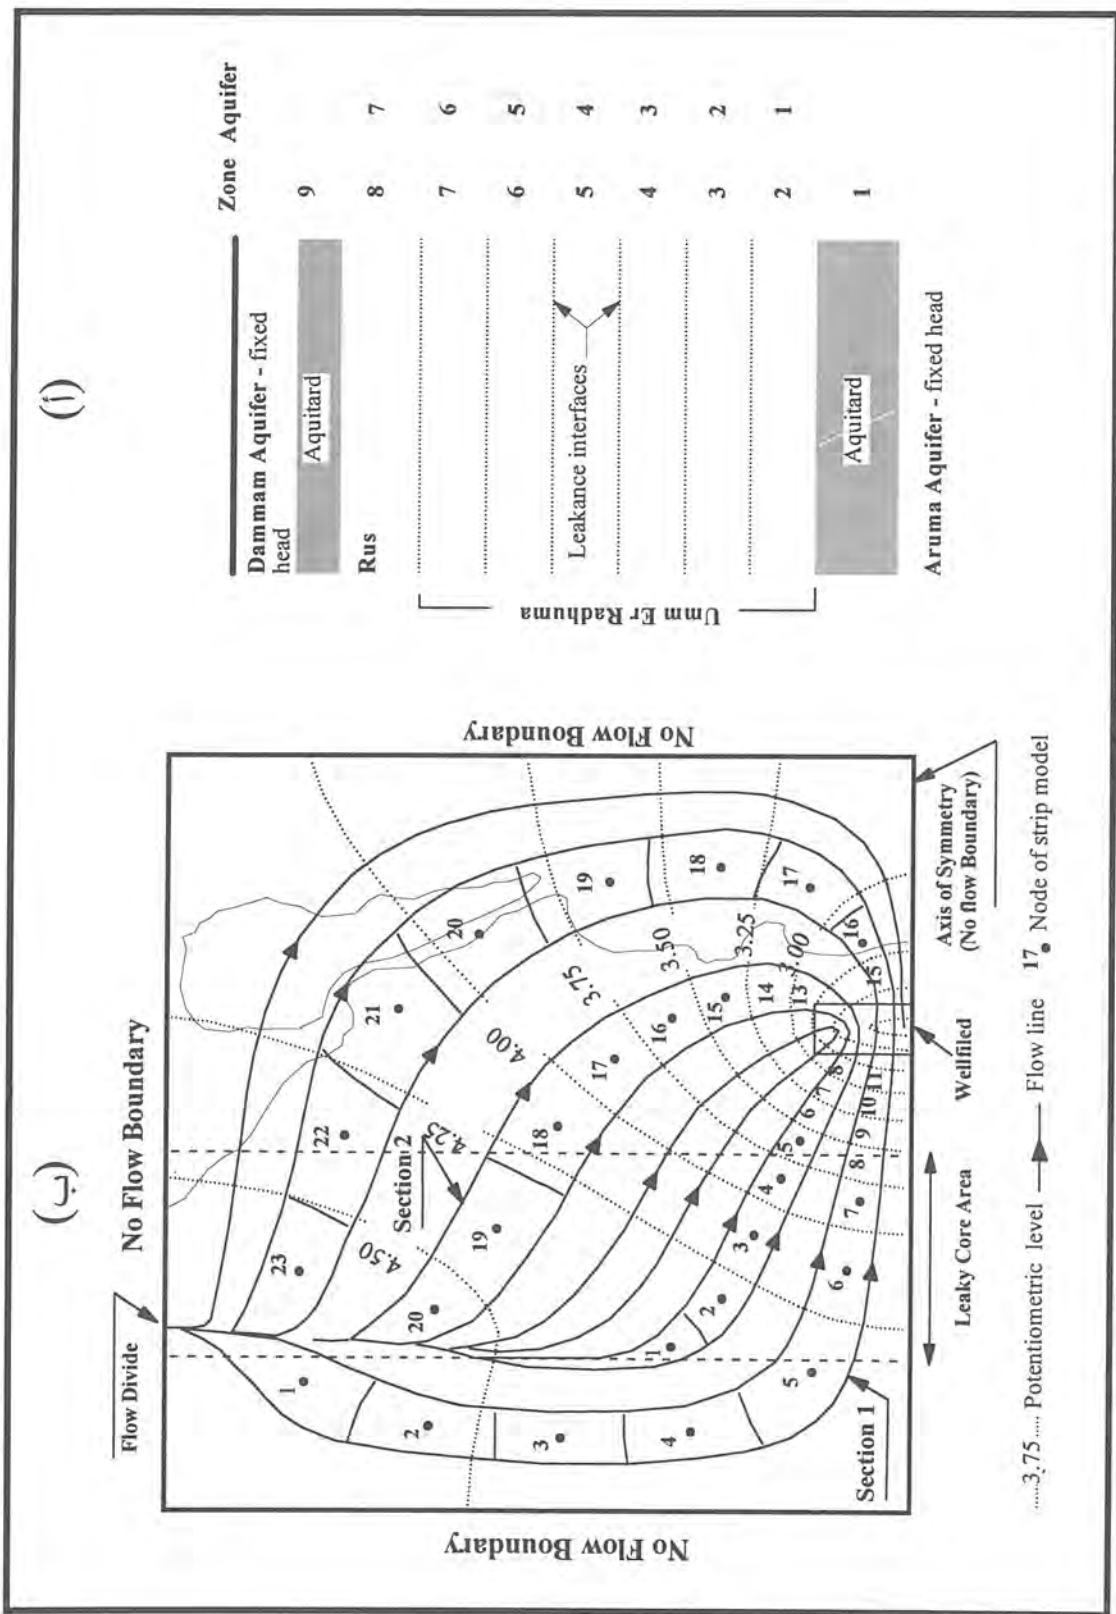 (أ)
Zone Aquifer
Dammam Aquifer - fixed
head
9
Aquitard
Rus
8 7
7 6
6 5
5 4
4 3
3 2
2 1
1
Leakance interfaces
Umm Er Radhuma
Aquitard
Aruma Aquifer - fixed head
(ب)
Flow Divide
No Flow Boundary
No Flow Boundary
No Flow Boundary
23
22
21
20
19
18
17
16
15
1
2
3
4
5
6
7
8
9
10
11
20
19
18
17
16
15
14
13
1
2
3
4
5
6
7
8
4.50
4.25
4.00
3.75
3.50
3.25
3.00
Section 2
Section 1
Leaky Core Area
Wellfiled
Axis of Symmetry
(No flow Boundary)
.....3.75..... Potentiometric level
Flow line
17 Node of strip model